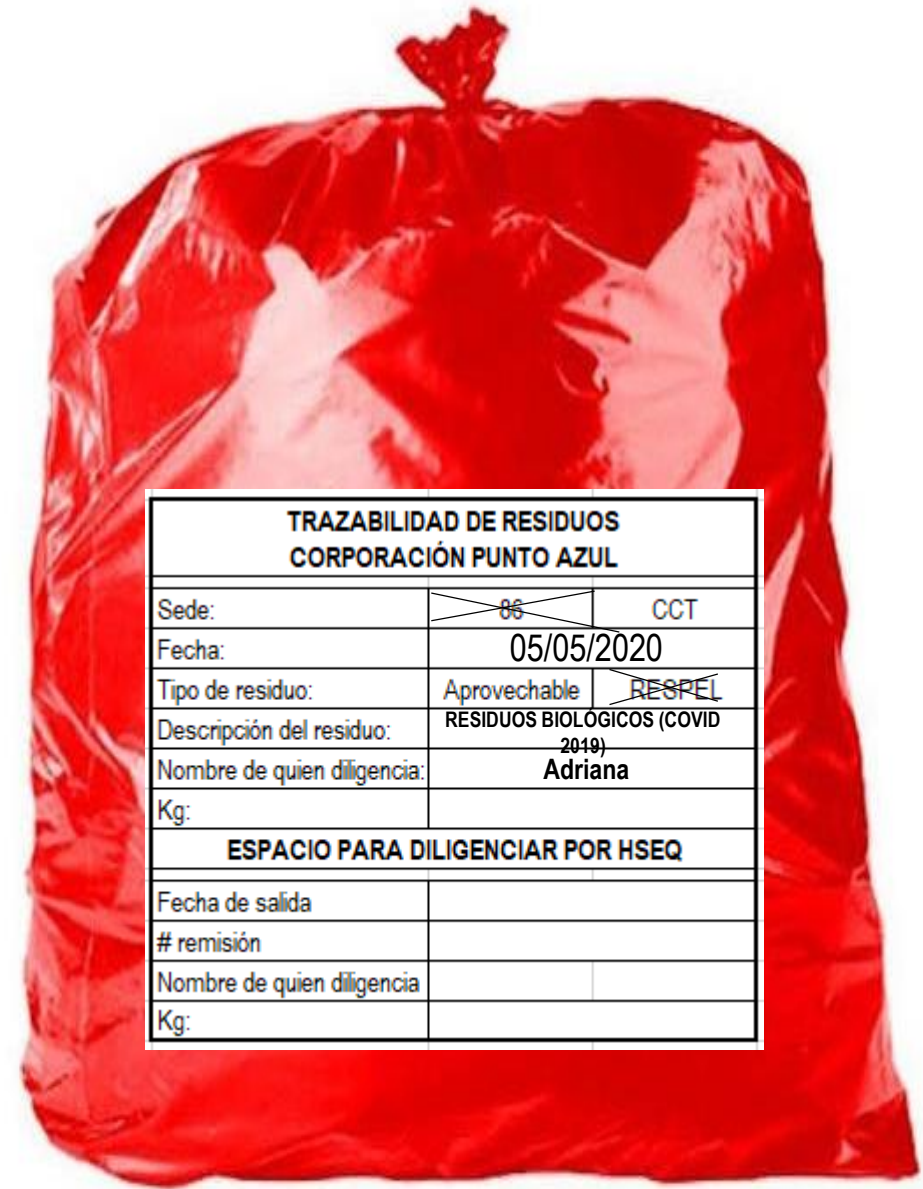 TRAZABILIDAD DE RESIDUOS
CORPORACIÓN PUNTO AZUL
Sede: 86 CCT
Fecha: 05/05/2020
Tipo de residuo: Aprovechable RESPEL
Descripción del residuo: RESIDUOS BIOLÓGICOS (COVID
2019)
Nombre de quien diligencia: Adriana
Kg:
ESPACIO PARA DILIGENCIAR POR HSEQ
Fecha de salida
# remisión
Nombre de quien diligencia
Kg: